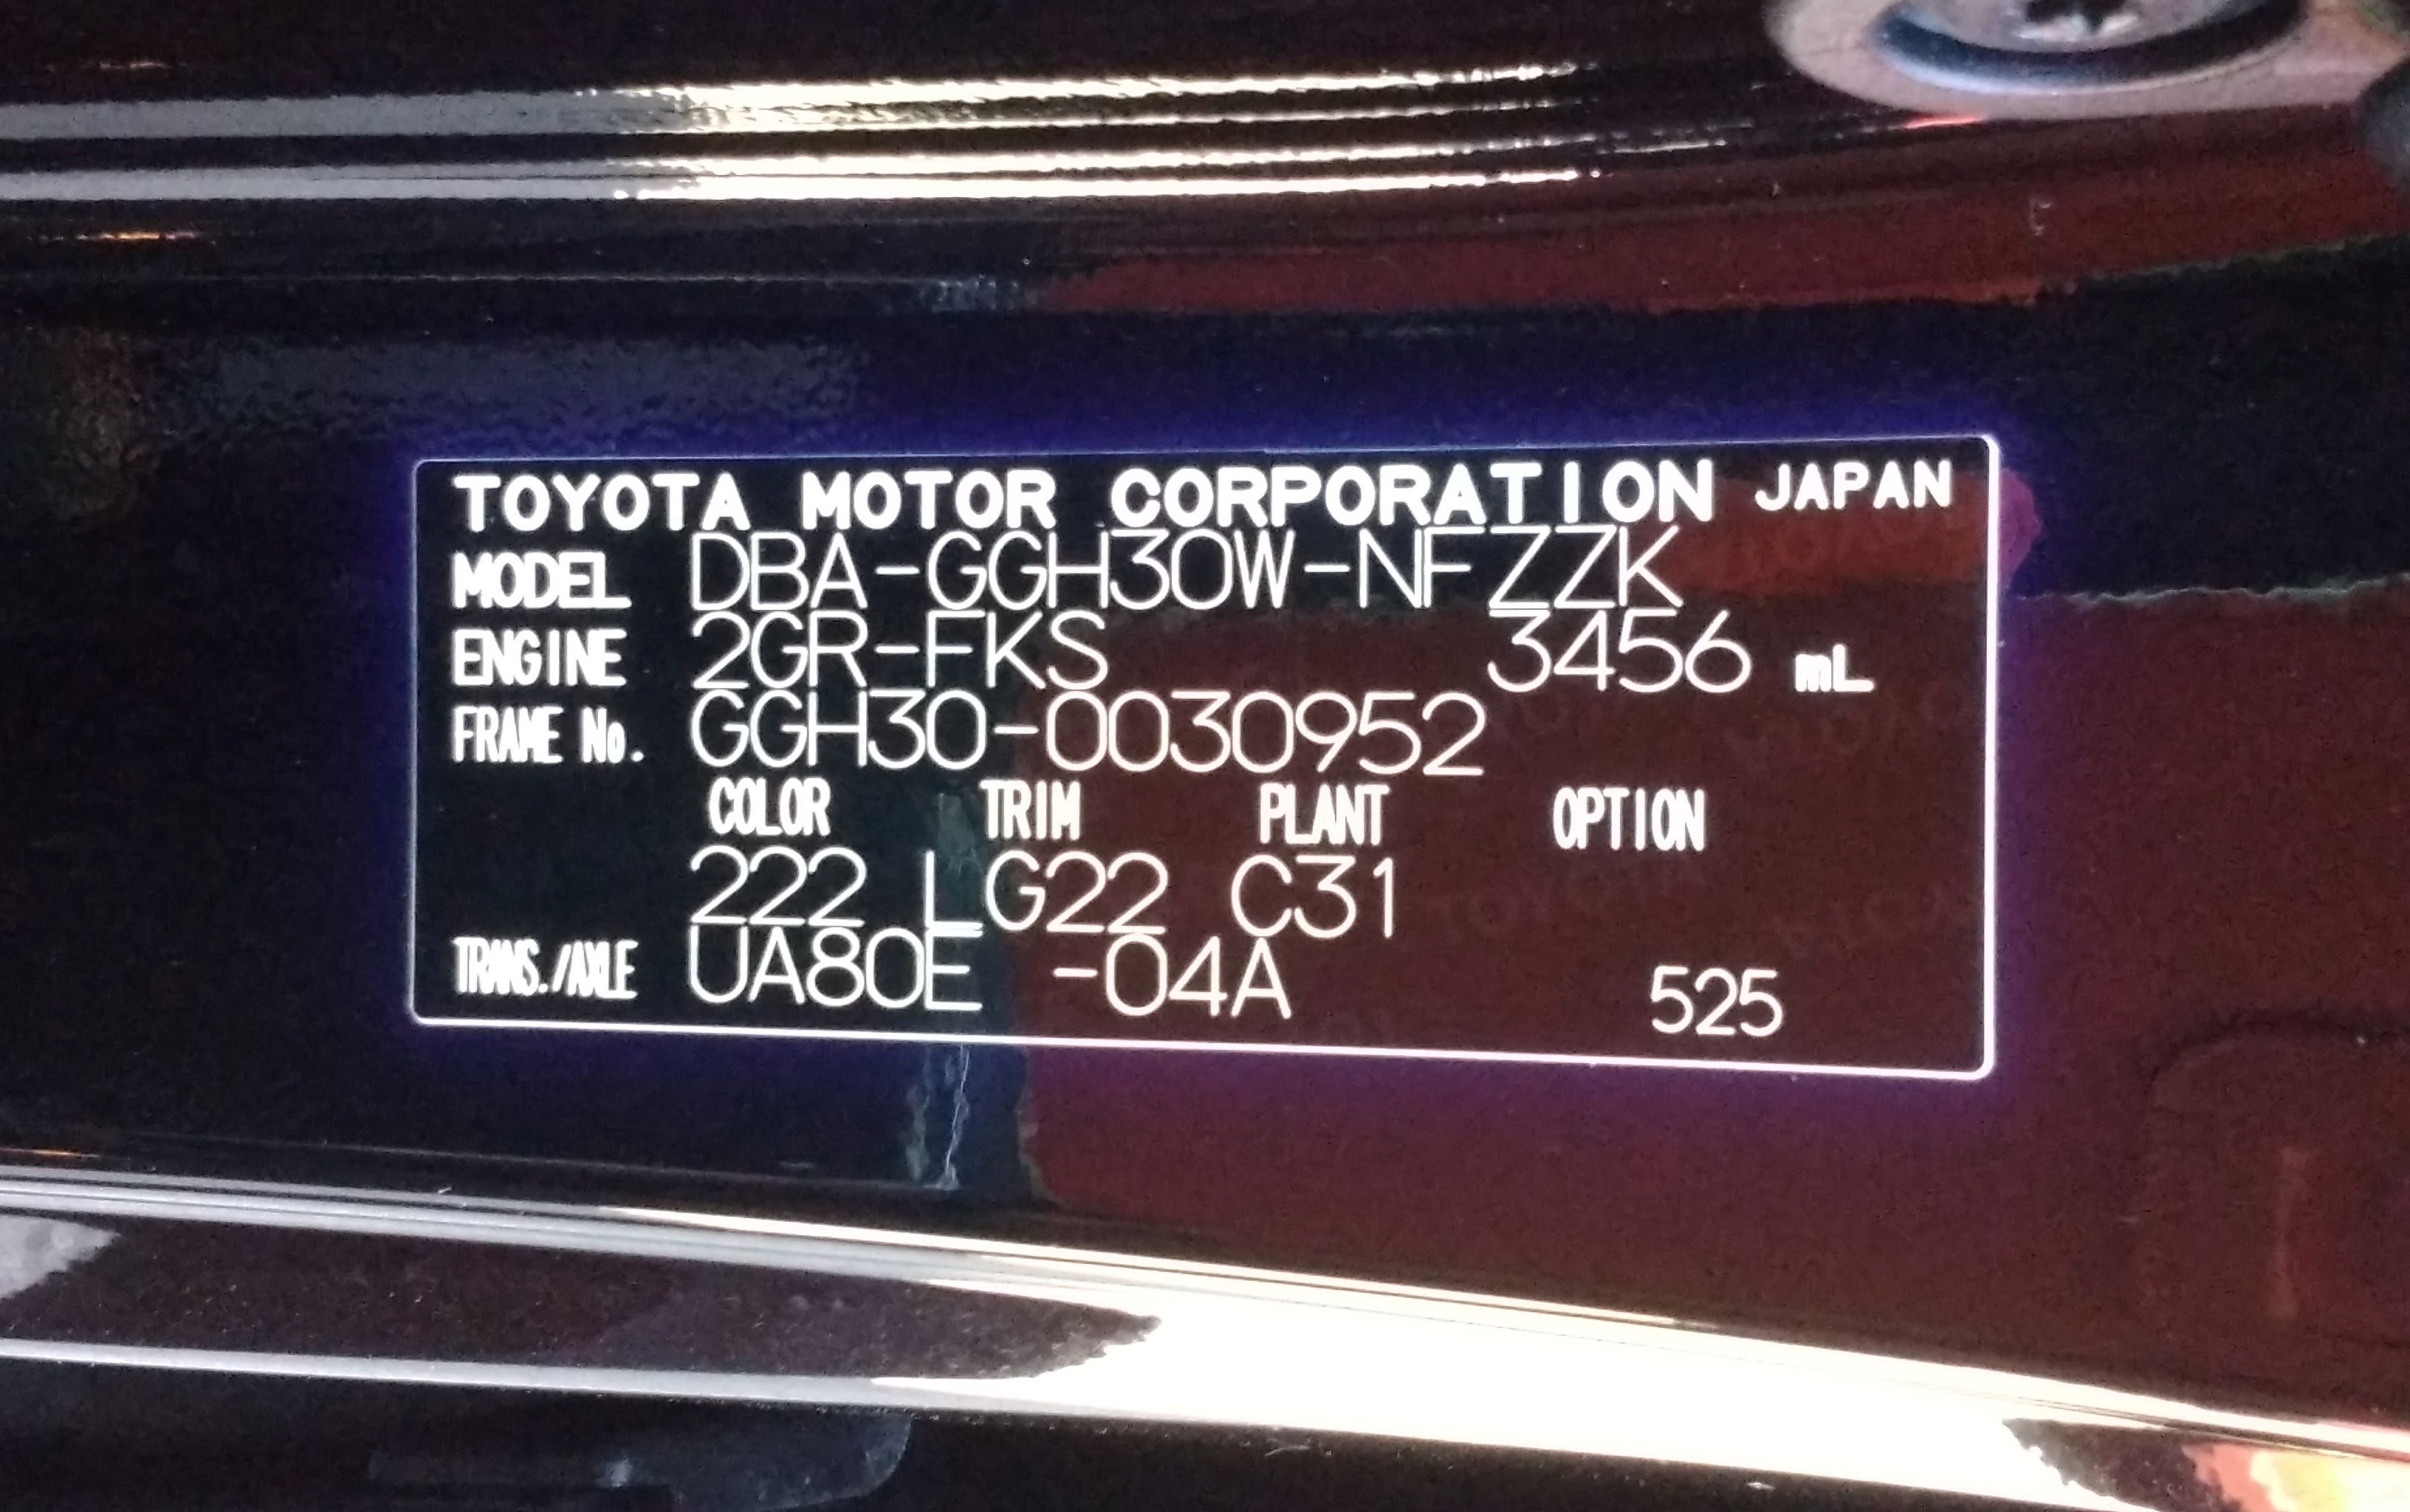 TOYOTA MOTOR CORPORATION JAPAN
MODEL DBA-GGH30W-NFZZK
ENGINE 2GR-FKS 3456 mL
FRAME No. GGH30-0030952
COLOR TRIM PLANT OPTION
222 LG22 C31
TRANS./AXLE UA80E -04A 525